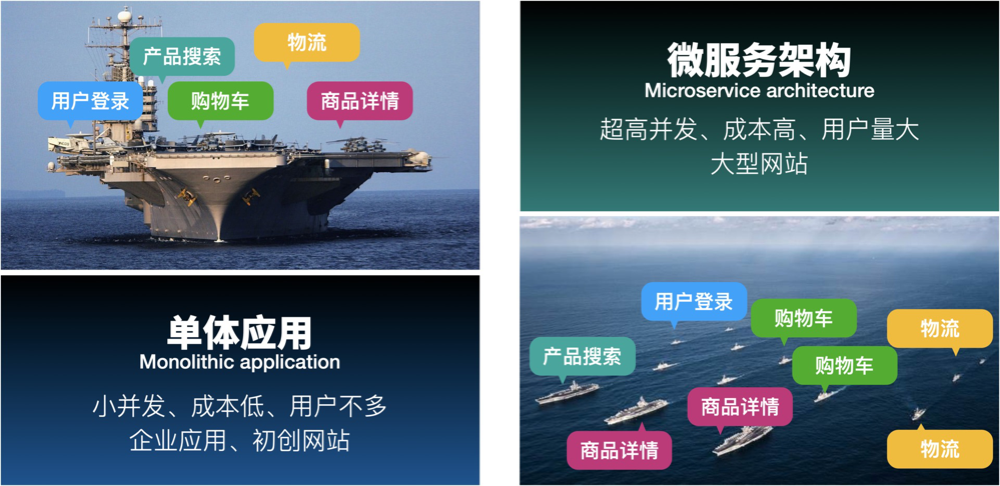 物流
产品搜索
用户登录
购物车
商品详情
单体应用
Monolithic application
小并发、成本低、用户不多
企业应用、初创网站
微服务架构
Microservice architecture
超高并发、成本高、用户量大
大型网站
用户登录
购物车
物流
产品搜索
购物车
商品详情
商品详情
物流